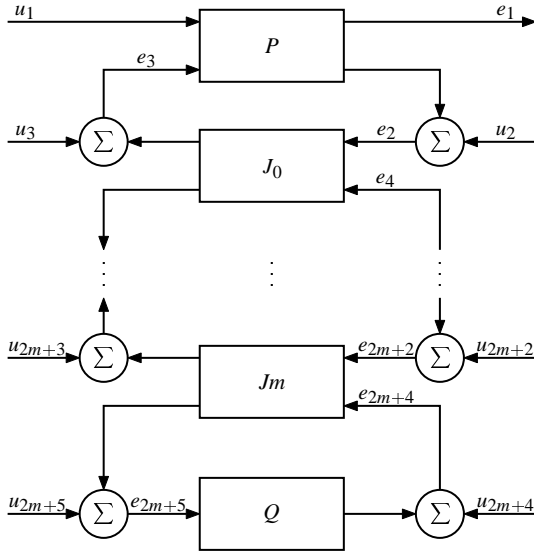 u₁ P e₁
e₃
u₃ Σ e₂ Σ u₂
J₀
e₄
⋮ ⋮ ⋮
u₂ₘ₊₃ Σ e₂ₘ₊₂ Σ u₂ₘ₊₂
Jm
e₂ₘ₊₄
u₂ₘ₊₅ Σ e₂ₘ₊₅ Q Σ u₂ₘ₊₄